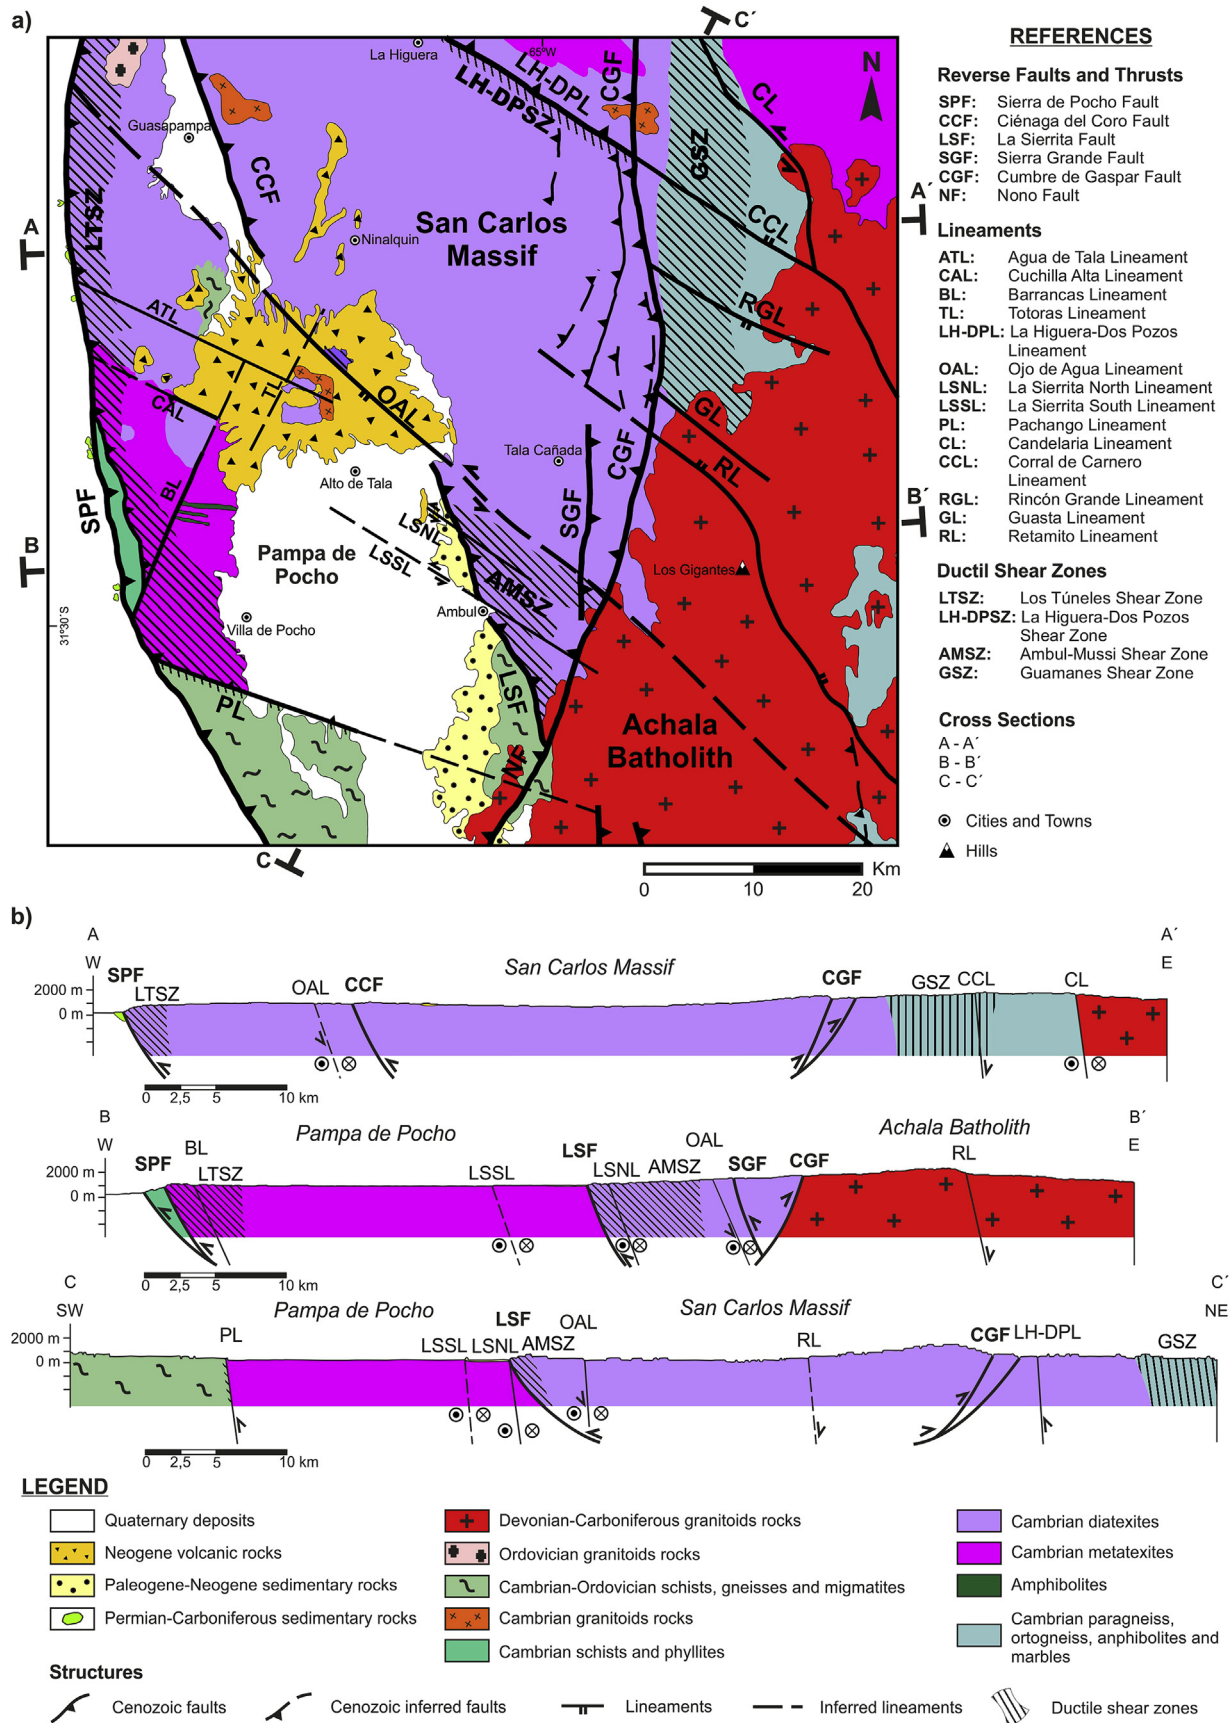 a)
C´
La Higuera
65ºW
LH-DPL
LH-DPSZ
CGF
CL
N
Guasapampa
CCF
GSZ
LTSZ
A
A´
San Carlos
Massif
Ninalquin
CCL
ATL
RGL
TL
OAL
CAL
GL
Tala Cañada
CGF
RL
Alto de Tala
BL
SPF
SGF
B´
LSNL
LSSL
Pampa de
Pocho
B
AMSZ
Los Gigantes
Ambul
31º30´S
Villa de Pocho
LSF
PL
Achala
Batholith
NF
C
Km
0 10 20
REFERENCES
Reverse Faults and Thrusts
SPF: Sierra de Pocho Fault
CCF: Ciénaga del Coro Fault
LSF: La Sierrita Fault
SGF: Sierra Grande Fault
CGF: Cumbre de Gaspar Fault
NF: Nono Fault
Lineaments
ATL: Agua de Tala Lineament
CAL: Cuchilla Alta Lineament
BL: Barrancas Lineament
TL: Totoras Lineament
LH-DPL: La Higuera-Dos Pozos
Lineament
OAL: Ojo de Agua Lineament
LSNL: La Sierrita North Lineament
LSSL: La Sierrita South Lineament
PL: Pachango Lineament
CL: Candelaria Lineament
CCL: Corral de Carnero
Lineament
RGL: Rincón Grande Lineament
GL: Guasta Lineament
RL: Retamito Lineament
Ductil Shear Zones
LTSZ: Los Túneles Shear Zone
LH-DPSZ: La Higuera-Dos Pozos
Shear Zone
AMSZ: Ambul-Mussi Shear Zone
GSZ: Guamanes Shear Zone
Cross Sections
A - A´
B - B´
C - C´
Cities and Towns
Hills
b)
A A´
W E
San Carlos Massif
SPF LTSZ OAL CCF CGF GSZ CCL CL
2000 m
0 m
0 2,5 5 10 km
B B´
W E
Pampa de Pocho Achala Batholith
SPF BL LTSZ LSSL LSF LSNL AMSZ OAL SGF CGF RL
2000 m
0 m
0 2,5 5 10 km
C C´
SW NE
Pampa de Pocho San Carlos Massif
PL LSSL LSNL LSF AMSZ OAL RL CGF LH-DPL GSZ
2000 m
0 m
0 2,5 5 10 km
LEGEND
Quaternary deposits
Neogene volcanic rocks
Paleogene-Neogene sedimentary rocks
Permian-Carboniferous sedimentary rocks
Devonian-Carboniferous granitoids rocks
Ordovician granitoids rocks
Cambrian-Ordovician schists, gneisses and migmatites
Cambrian granitoids rocks
Cambrian schists and phyllites
Cambrian diatexites
Cambrian metatexites
Amphibolites
Cambrian paragneiss,
ortogneiss, anphibolites and
marbles
Structures
Cenozoic faults
Cenozoic inferred faults
Lineaments
Inferred lineaments
Ductile shear zones